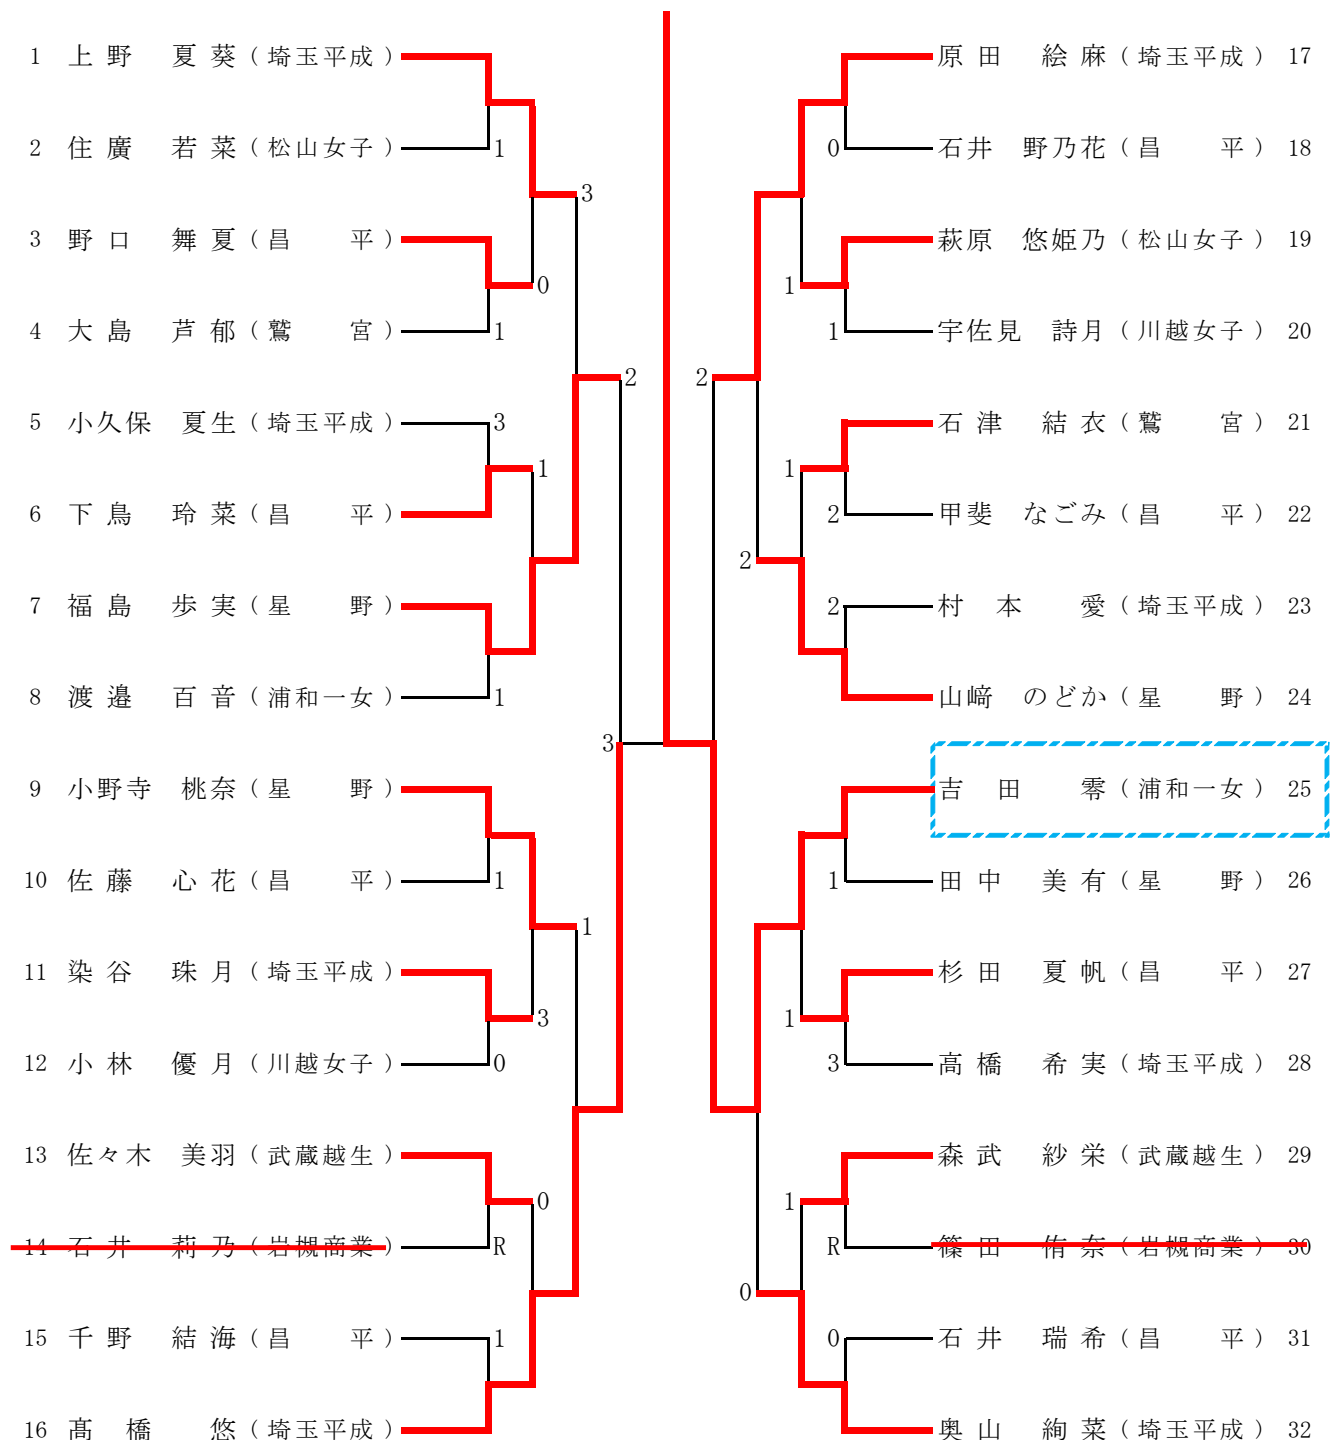 1 上野 夏葵(埼玉平成)
2 住廣 若菜(松山女子) 1
3
3 野口 舞夏(昌 平)
0
4 大島 芦郁(鷲 宮) 1
2
5 小久保 夏生(埼玉平成) 3
1
6 下鳥 玲菜(昌 平)
7 福島 歩実(星 野)
8 渡邉 百音(浦和一女) 1
3
9 小野寺 桃奈(星 野)
10 佐藤 心花(昌 平) 1
1
11 染谷 珠月(埼玉平成)
3
12 小林 優月(川越女子) 0
13 佐々木 美羽(武蔵越生)
0
14 石井 莉乃(岩槻商業) R
15 千野 結海(昌 平) 1
16 髙橋 悠(埼玉平成)
原田 絵麻(埼玉平成) 17
0 石井 野乃花(昌 平) 18
萩原 悠姫乃(松山女子) 19
1
1 宇佐見 詩月(川越女子) 20
2
石津 結衣(鷲 宮) 21
1
2 甲斐 なごみ(昌 平) 22
2
2 村本 愛(埼玉平成) 23
山﨑 のどか(星 野) 24
吉田 零(浦和一女) 25
1 田中 美有(星 野) 26
杉田 夏帆(昌 平) 27
1
3 高橋 希実(埼玉平成) 28
森武 紗栄(武蔵越生) 29
1
R 篠田 侑奈(岩槻商業) 30
0
0 石井 瑞希(昌 平) 31
奥山 絢菜(埼玉平成) 32